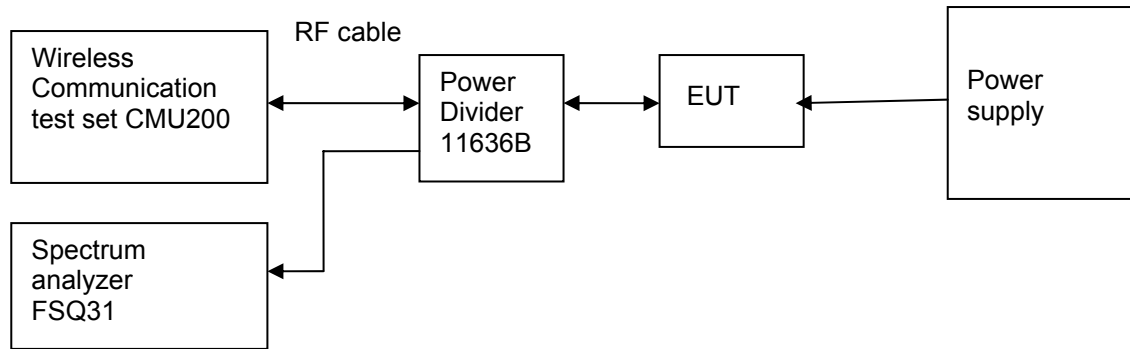 RF cable
Wireless
Communication
test set CMU200
Power
Divider
11636B
EUT
Power
supply
Spectrum
analyzer
FSQ31